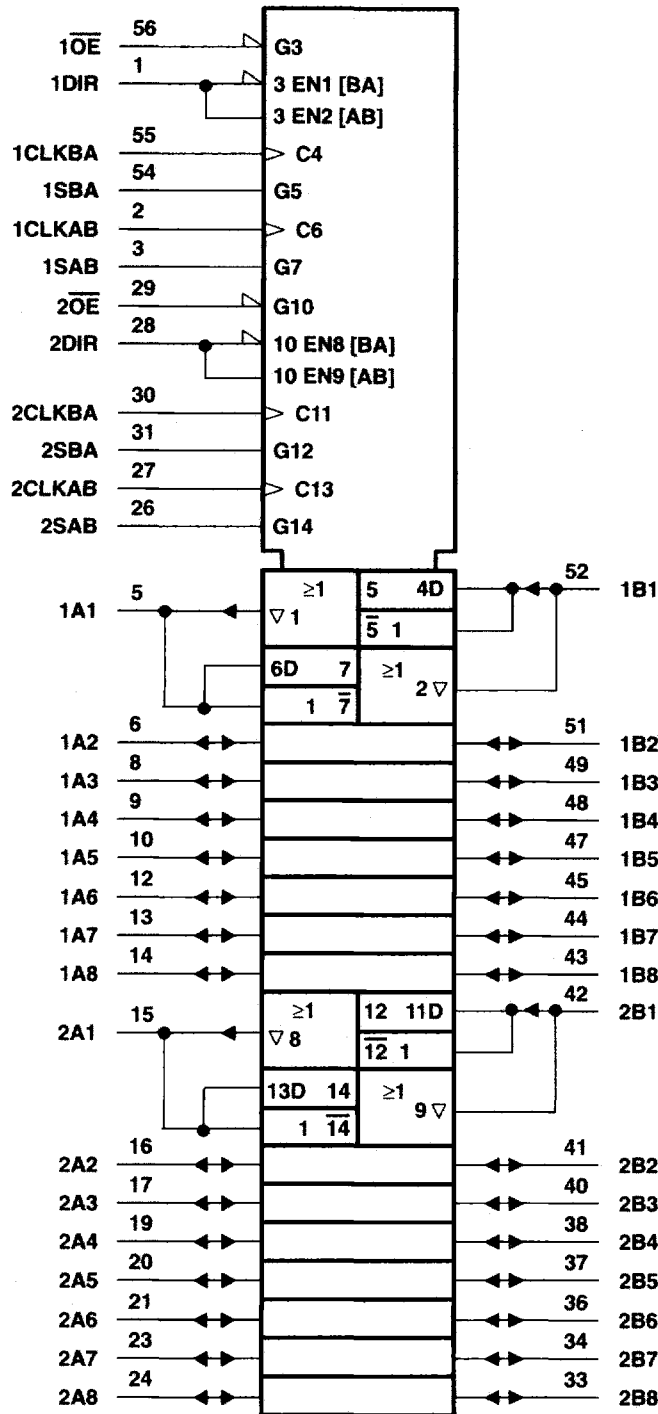 56
1O̅E̅ G3
1
1DIR 3 EN1 [BA]
3 EN2 [AB]
55
1CLKBA C4
54
1SBA G5
2
1CLKAB C6
3
1SAB G7
29
2O̅E̅ G10
28
2DIR 10 EN8 [BA]
10 EN9 [AB]
30
2CLKBA C11
31
2SBA G12
27
2CLKAB C13
26
2SAB G14
5 ≥1 5 4D 52
1A1 ▽ 1 5̅ 1 1B1
6D 7 ≥1
1 7̅ 2 ▽
6 51
1A2 1B2
8 49
1A3 1B3
9 48
1A4 1B4
10 47
1A5 1B5
12 45
1A6 1B6
13 44
1A7 1B7
14 43
1A8 1B8
15 ≥1 12 11D 42
2A1 ▽ 8 1̅2̅ 1 2B1
13D 14 ≥1
1 1̅4̅ 9 ▽
16 41
2A2 2B2
17 40
2A3 2B3
19 38
2A4 2B4
20 37
2A5 2B5
21 36
2A6 2B6
23 34
2A7 2B7
24 33
2A8 2B8